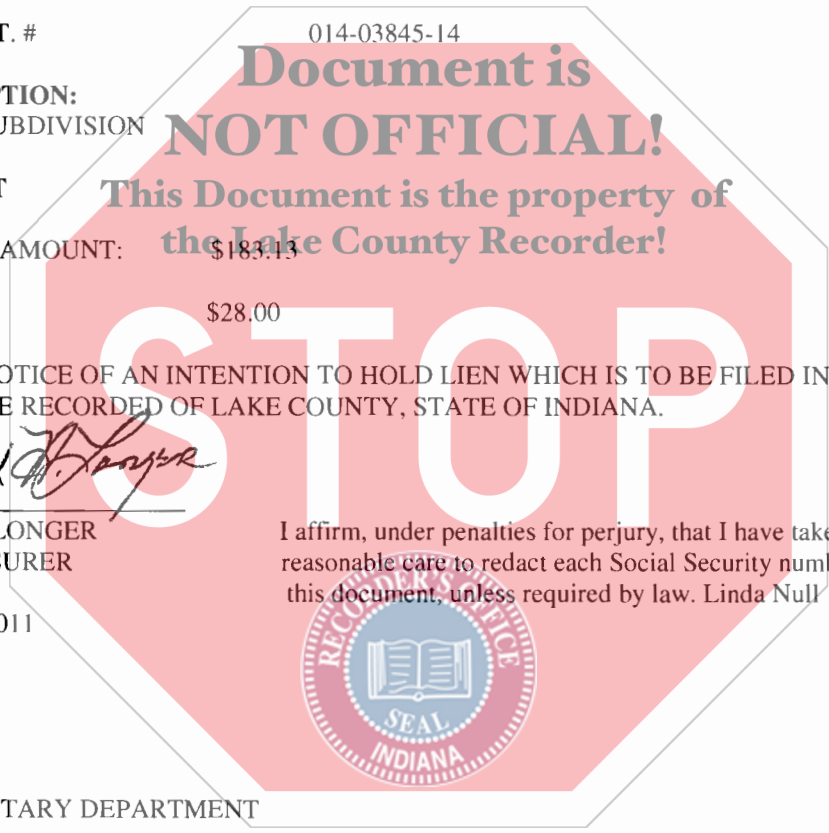 T. # 014-03845-14
Document is
TION:
UBDIVISION
NOT OFFICIAL!
T
This Document is the property of
AMOUNT: $183.13
the Lake County Recorder!
$28.00
STOP
OTICE OF AN INTENTION TO HOLD LIEN WHICH IS TO BE FILED IN
E RECORDED OF LAKE COUNTY, STATE OF INDIANA.
LONGER I affirm, under penalties for perjury, that I have take
SURER reasonable care to redact each Social Security numb
this document, unless required by law. Linda Null
011
RECORDER'S OFFICE
SEAL
INDIANA
TARY DEPARTMENT